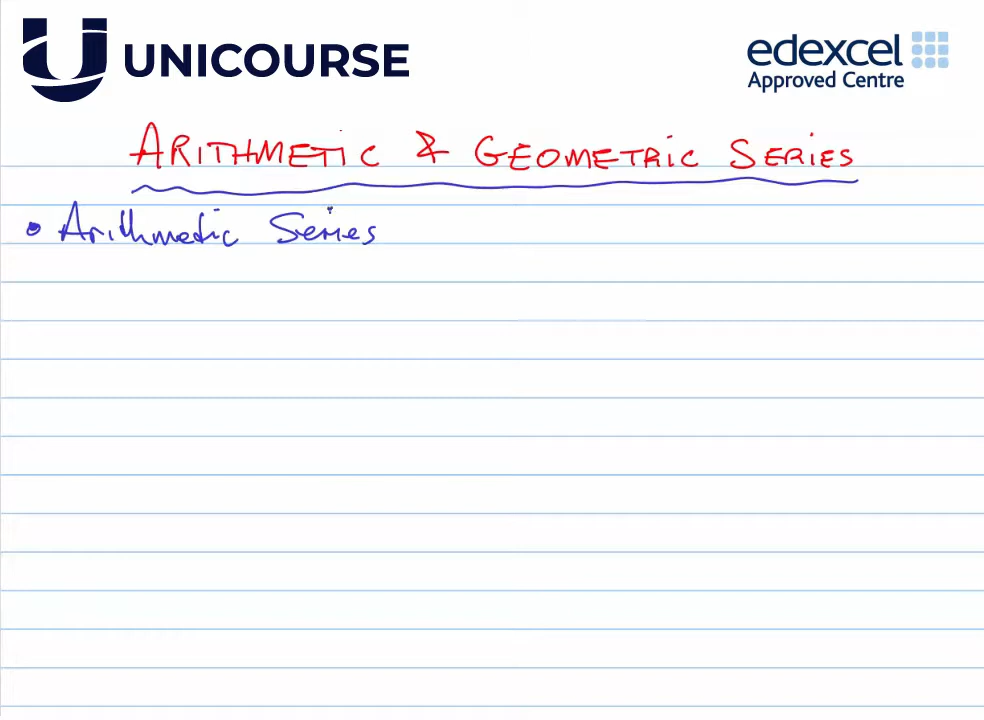 UNICOURSE
edexcel
Approved Centre
ARITHMETIC & GEOMETRIC SERIES
• Arithmetic Series